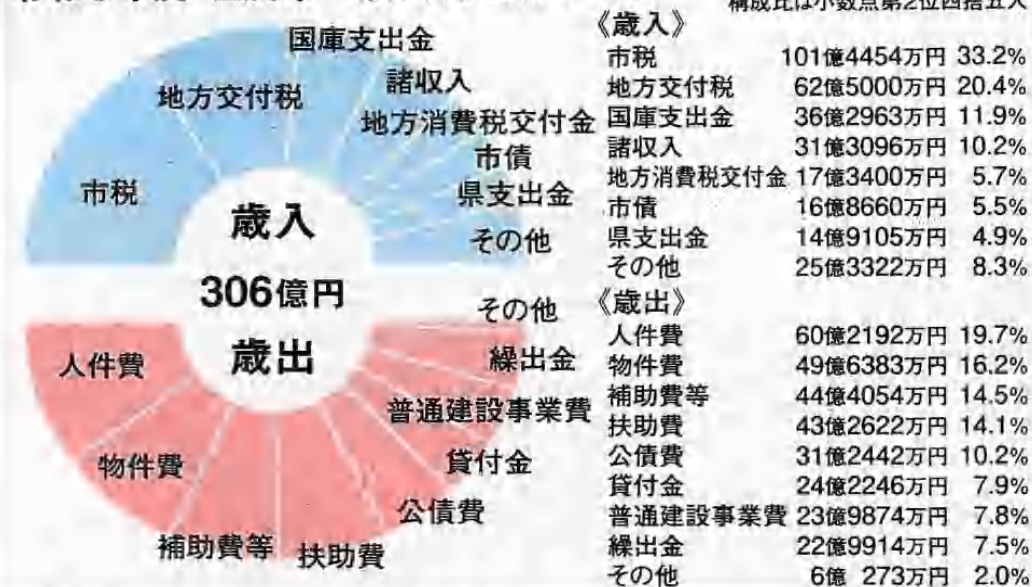 構成比は小数点第2位四捨五入
国庫支出金
地方交付税
諸収入
地方消費税交付金
市債
県支出金
市税
その他
歳入
306億円
歳出
その他
人件費
繰出金
普通建設事業費
物件費
貸付金
公債費
補助費等
扶助費
《歳入》
市税 101億4454万円 33.2%
地方交付税 62億5000万円 20.4%
国庫支出金 36億2963万円 11.9%
諸収入 31億3096万円 10.2%
地方消費税交付金 17億3400万円 5.7%
市債 16億8660万円 5.5%
県支出金 14億9105万円 4.9%
その他 25億3322万円 8.3%
《歳出》
人件費 60億2192万円 19.7%
物件費 49億6383万円 16.2%
補助費等 44億4054万円 14.5%
扶助費 43億2622万円 14.1%
公債費 31億2442万円 10.2%
貸付金 24億2246万円 7.9%
普通建設事業費 23億9874万円 7.8%
繰出金 22億9914万円 7.5%
その他 6億 273万円 2.0%